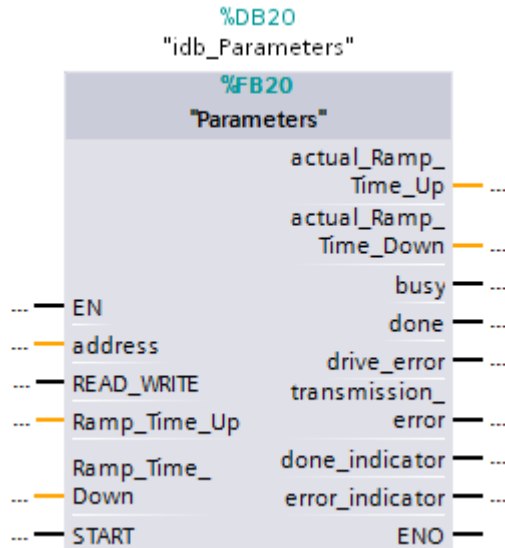 %DB20
"idb_Parameters"
%FB20
"Parameters"
actual_Ramp_
Time_Up
...
actual_Ramp_
Time_Down
...
busy
...
... EN
done
...
... address
drive_error
...
... READ_WRITE
transmission_
error
...
... Ramp_Time_Up
done_indicator
...
Ramp_Time_
... Down
error_indicator
...
... START
ENO